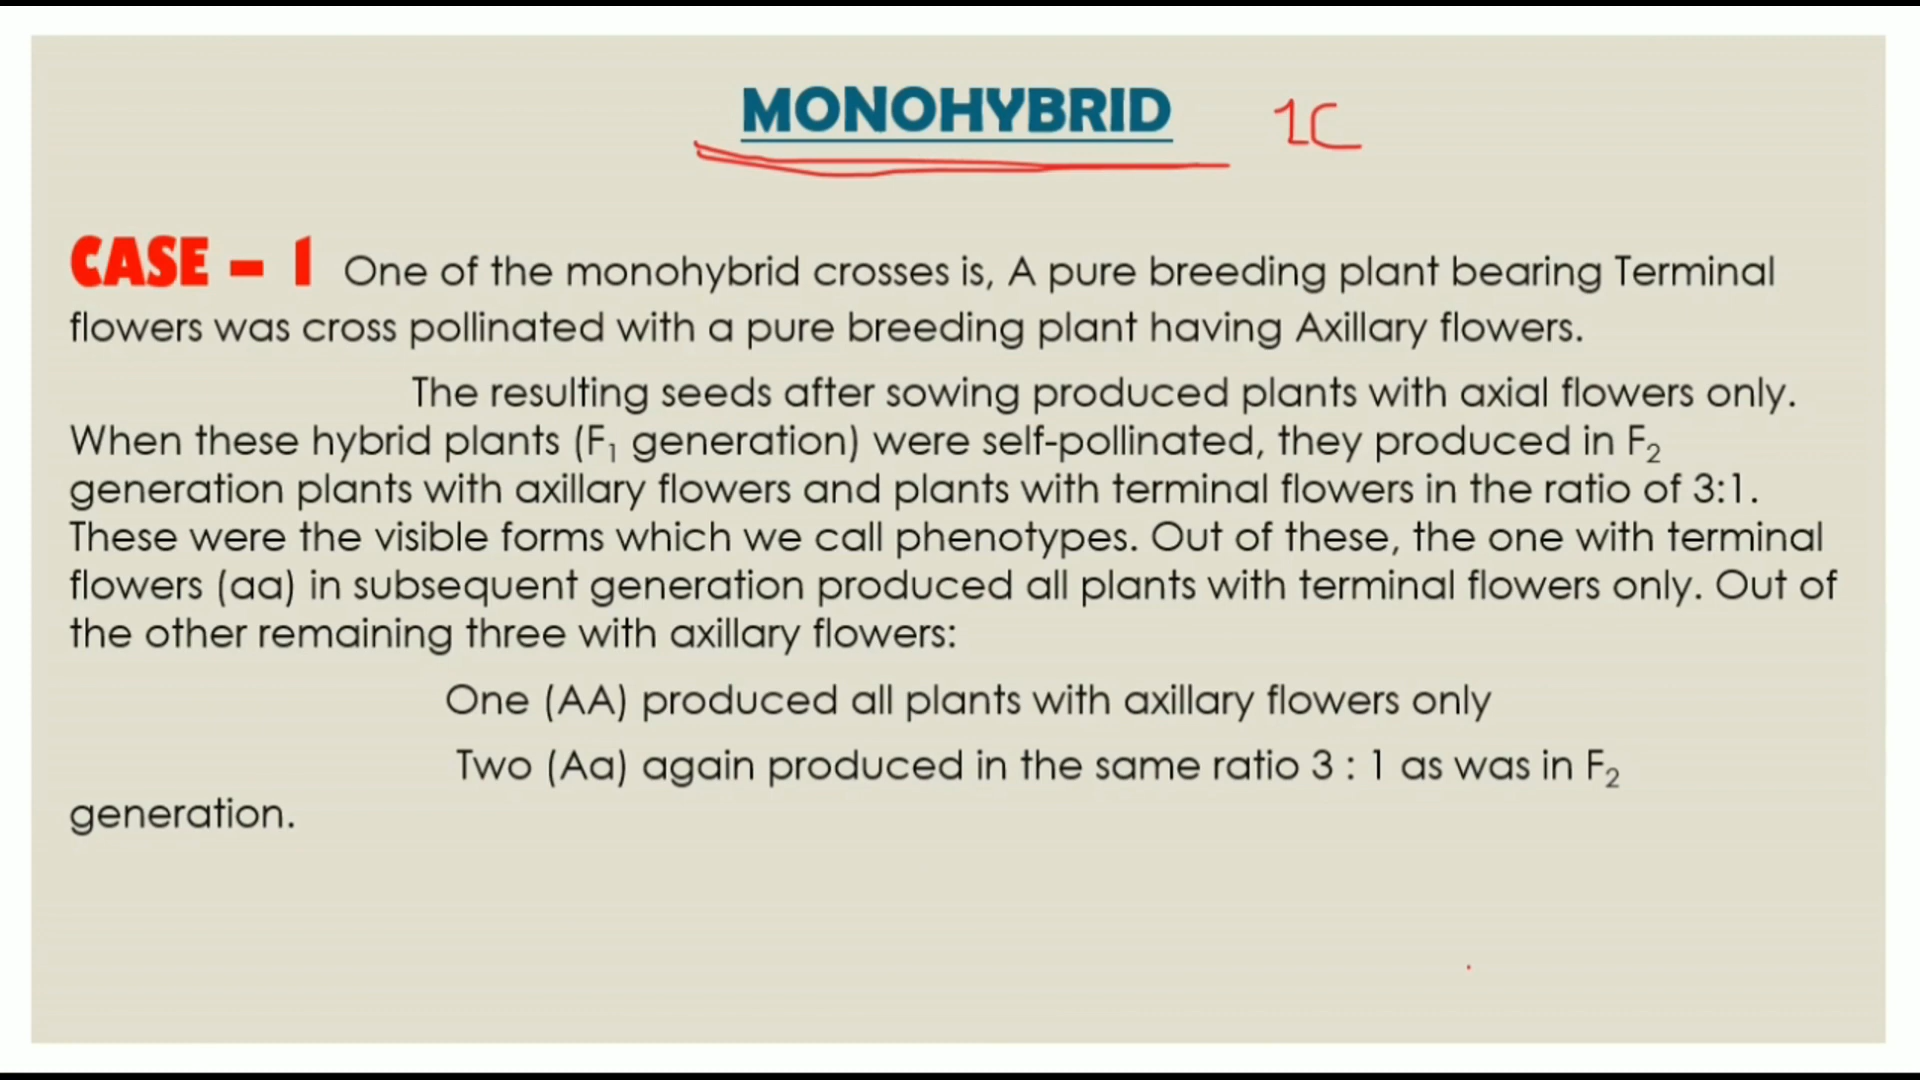 MONOHYBRID 1C
CASE – 1 One of the monohybrid crosses is, A pure breeding plant bearing Terminal
flowers was cross pollinated with a pure breeding plant having Axillary flowers.
The resulting seeds after sowing produced plants with axial flowers only.
When these hybrid plants (F₁ generation) were self-pollinated, they produced in F₂
generation plants with axillary flowers and plants with terminal flowers in the ratio of 3:1.
These were the visible forms which we call phenotypes. Out of these, the one with terminal
flowers (aa) in subsequent generation produced all plants with terminal flowers only. Out of
the other remaining three with axillary flowers:
One (AA) produced all plants with axillary flowers only
Two (Aa) again produced in the same ratio 3 : 1 as was in F₂
generation.